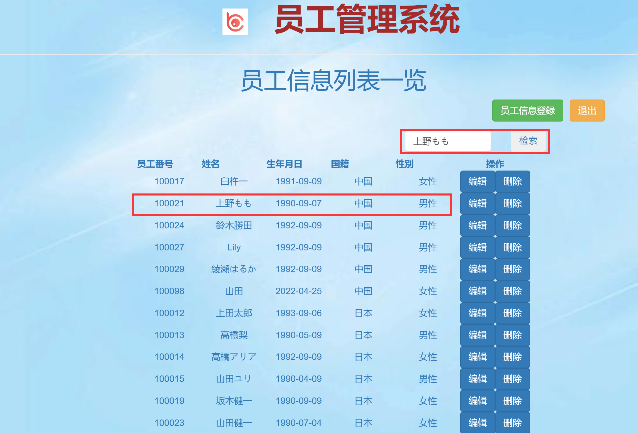 员工管理系统
员工信息列表一览
员工信息登録 退出
上野もも 检索
员工番号 姓名 生年月日 国籍 性别 操作
100017 臼杵一 1991-09-09 中国 女性 编辑 删除
100021 上野もも 1990-09-07 中国 男性 编辑 删除
100024 鈴木勝田 1992-09-09 中国 男性 编辑 删除
100027 Lily 1992-09-09 中国 男性 编辑 删除
100029 綾瀬はるか 1992-09-09 中国 男性 编辑 删除
100098 山田 2022-04-25 中国 女性 编辑 删除
100012 上田太郎 1993-09-06 日本 女性 编辑 删除
100013 高橋梨 1990-05-09 日本 男性 编辑 删除
100014 高橋アリア 1992-09-09 日本 女性 编辑 删除
100015 山田ユリ 1990-04-09 日本 男性 编辑 删除
100019 坂本健一 1990-09-09 日本 女性 编辑 删除
100023 山田健一 1990-07-04 日本 女性 编辑 删除